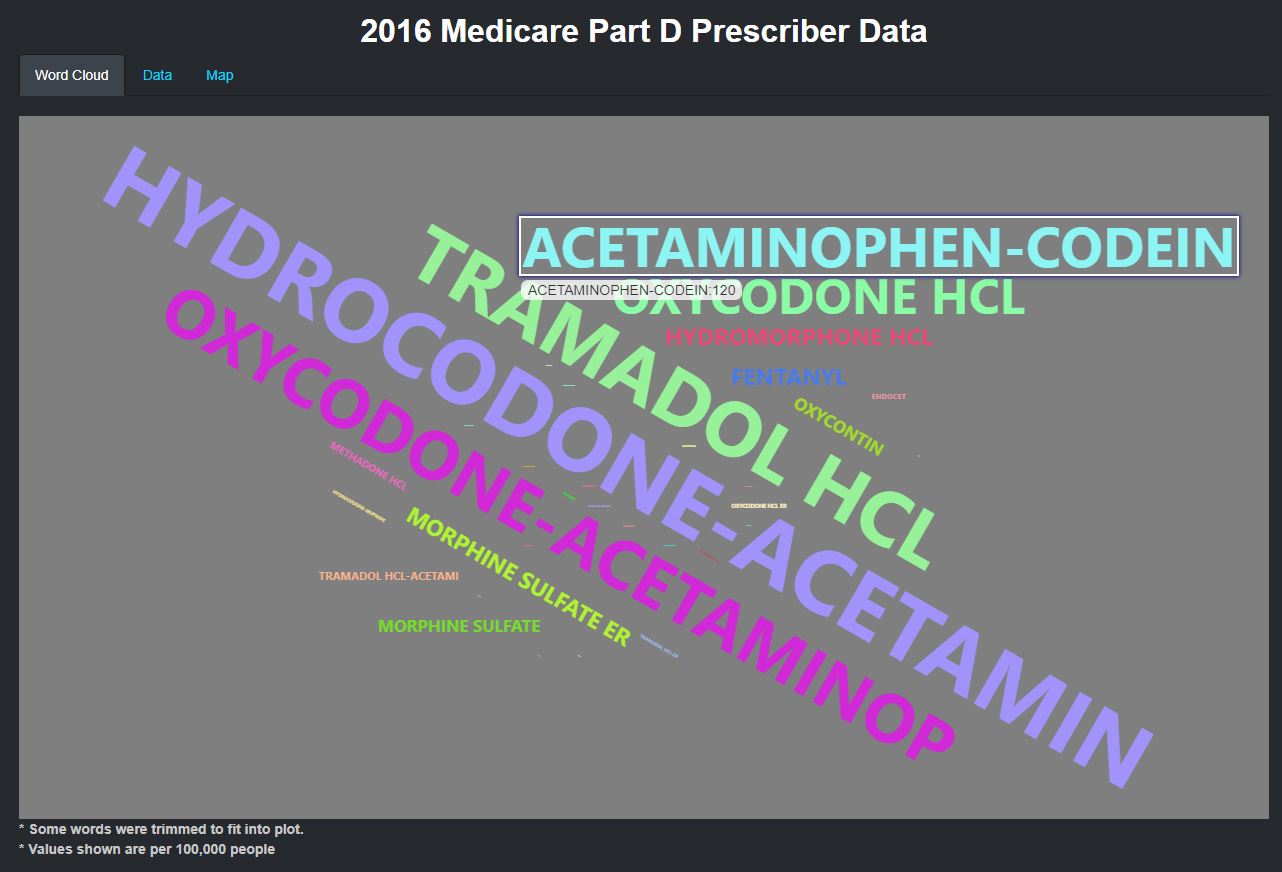 2016 Medicare Part D Prescriber Data
Word Cloud
Data
Map
HYDROCODONE-ACETAMIN
TRAMADOL HCL
ACETAMINOPHEN-CODEIN
ACETAMINOPHEN-CODEIN:120
OXYCODONE HCL
OXYCODONE-ACETAMINOP
HYDROMORPHONE HCL
FENTANYL
ENDOCET
OXYCONTIN
METHADONE HCL
OXYCODONE HCL ER
MORPHINE SULFATE ER
TRAMADOL HCL-ACETAMI
MORPHINE SULFATE
TRAMADOL HCL ER
* Some words were trimmed to fit into plot.
* Values shown are per 100,000 people